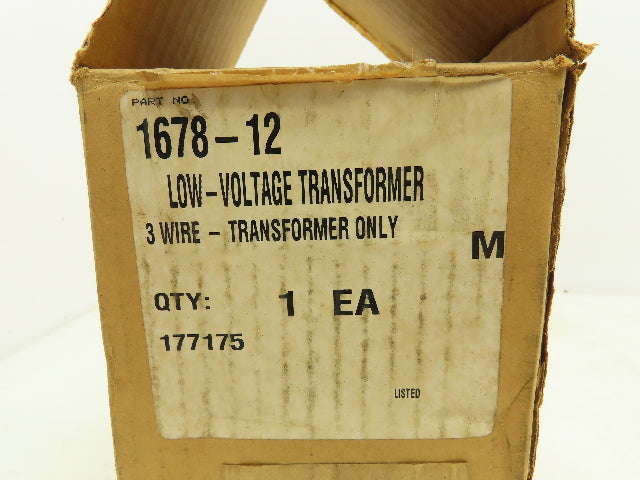 PART NO.
1678-12
LOW-VOLTAGE TRANSFORMER
3 WIRE - TRANSFORMER ONLY
M
QTY: 1 EA
177175
LISTED